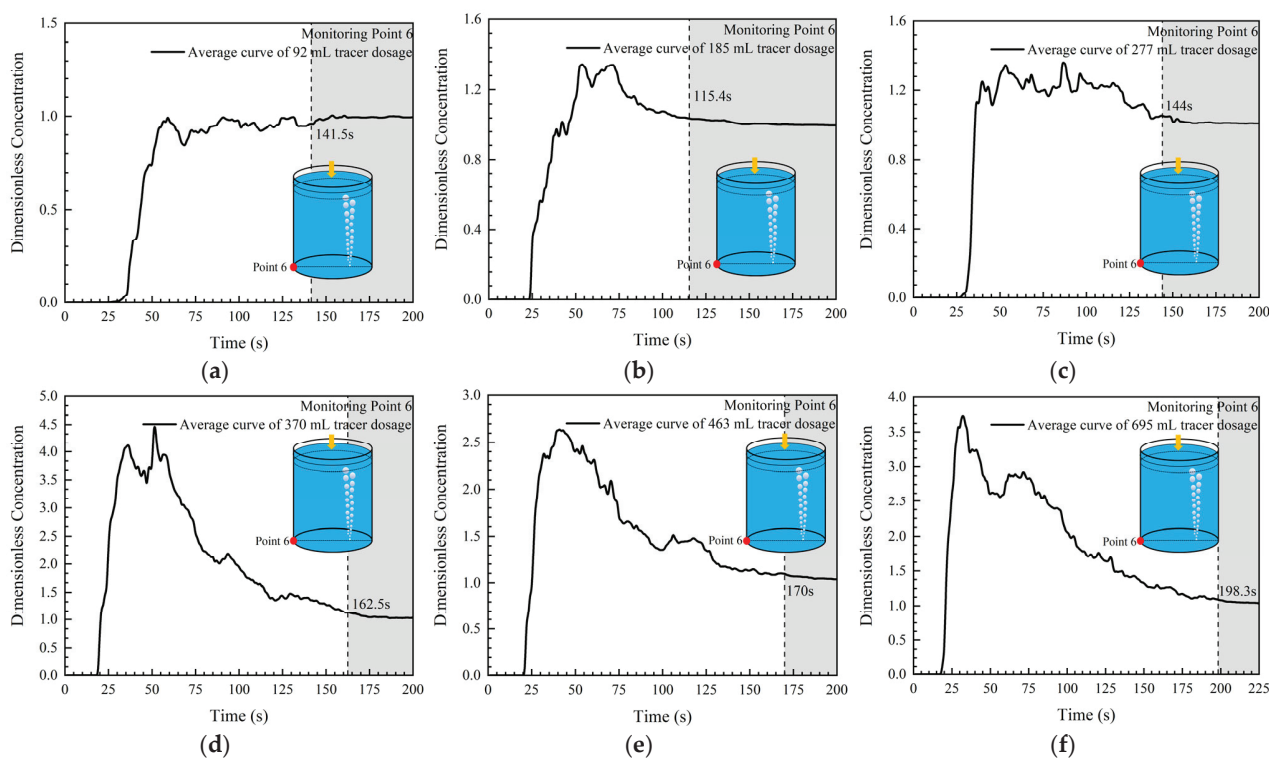 Monitoring Point 6
Average curve of 92 mL tracer dosage
Dimensionless Concentration
1.5
1.0
0.5
0.0
141.5s
Point 6
0 25 50 75 100 125 150 175 200
Time (s)
(a)
Monitoring Point 6
Average curve of 185 mL tracer dosage
Dimensionless Concentration
1.6
1.2
0.8
0.4
0.0
115.4s
Point 6
0 25 50 75 100 125 150 175 200
Time (s)
(b)
Monitoring Point 6
Average curve of 277 mL tracer dosage
Dimensionless Concentration
1.6
1.2
0.8
0.4
0.0
144s
Point 6
0 25 50 75 100 125 150 175 200
Time (s)
(c)
Monitoring Point 6
Average curve of 370 mL tracer dosage
Dimensionless Concentration
5.0
4.5
4.0
3.5
3.0
2.5
2.0
1.5
1.0
0.5
0.0
162.5s
Point 6
0 25 50 75 100 125 150 175 200
Time (s)
(d)
Monitoring Point 6
Average curve of 463 mL tracer dosage
Dimensionless Concentration
3.0
2.5
2.0
1.5
1.0
0.5
0.0
170s
Point 6
0 25 50 75 100 125 150 175 200
Time (s)
(e)
Monitoring Point 6
Average curve of 695 mL tracer dosage
Dimensionless Concentration
4.0
3.5
3.0
2.5
2.0
1.5
1.0
0.5
0.0
198.3s
Point 6
0 25 50 75 100 125 150 175 200 225
Time (s)
(f)